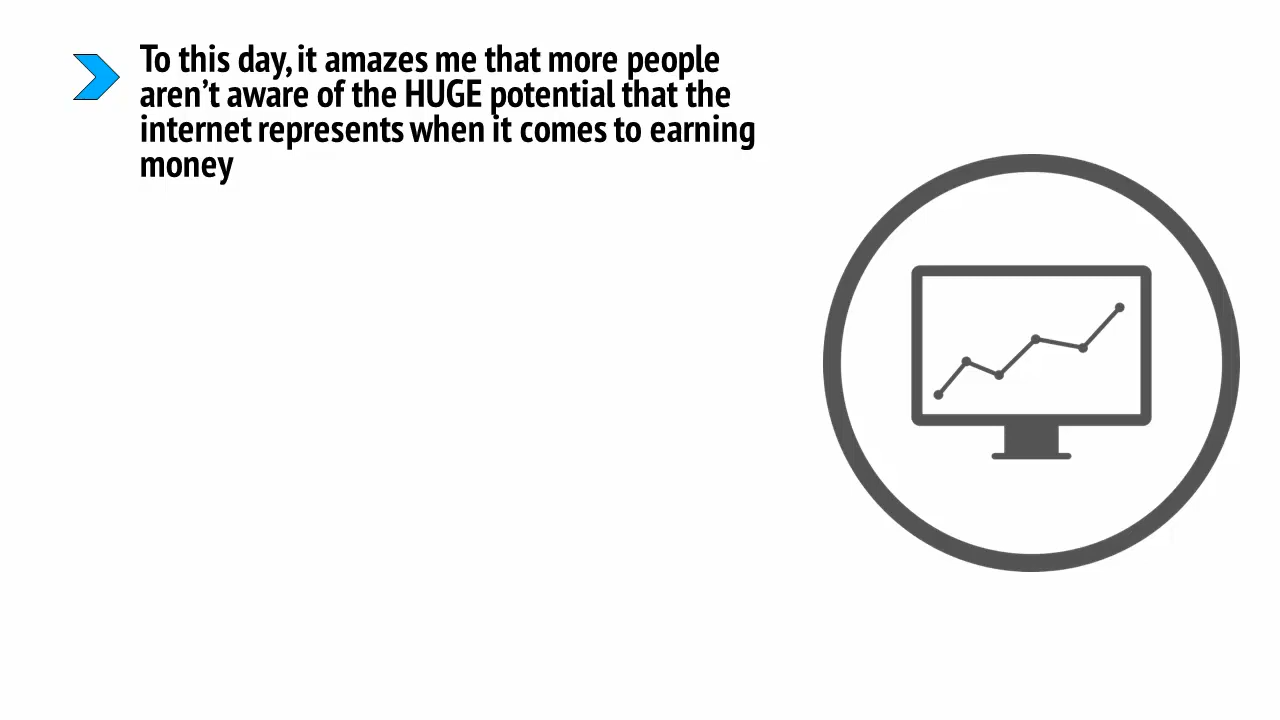 To this day, it amazes me that more people
aren’t aware of the HUGE potential that the
internet represents when it comes to earning
money